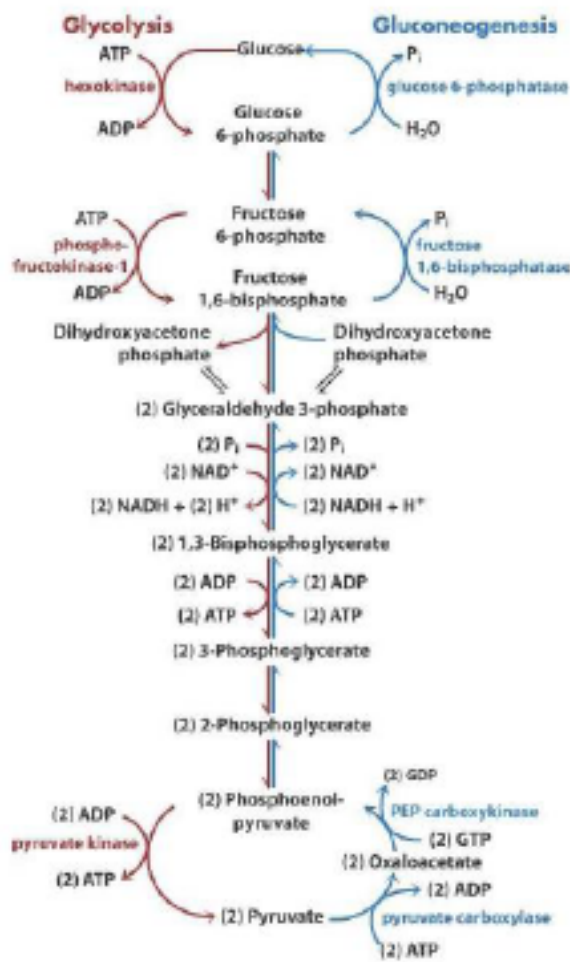 Glycolysis Gluconeogenesis
ATP Glucose Pi
hexokinase glucose 6-phosphatase
ADP Glucose H2O
6-phosphate
ATP Fructose Pi
phospho- 6-phosphate fructose
fructokinase-1 1,6-bisphosphatase
ADP Fructose H2O
1,6-bisphosphate
Dihydroxyacetone Dihydroxyacetone
phosphate phosphate
(2) Glyceraldehyde 3-phosphate
(2) Pi (2) Pi
(2) NAD+ (2) NAD+
(2) NADH + (2) H+ (2) NADH + H+
(2) 1,3-Bisphosphoglycerate
(2) ADP (2) ADP
(2) ATP (2) ATP
(2) 3-Phosphoglycerate
(2) 2-Phosphoglycerate
(2) GDP
(2) ADP (2) Phosphoenol- PEP carboxykinase
pyruvate kinase pyruvate (2) GTP
(2) ATP (2) Oxaloacetate
(2) ADP
(2) Pyruvate pyruvate carboxylase
(2) ATP